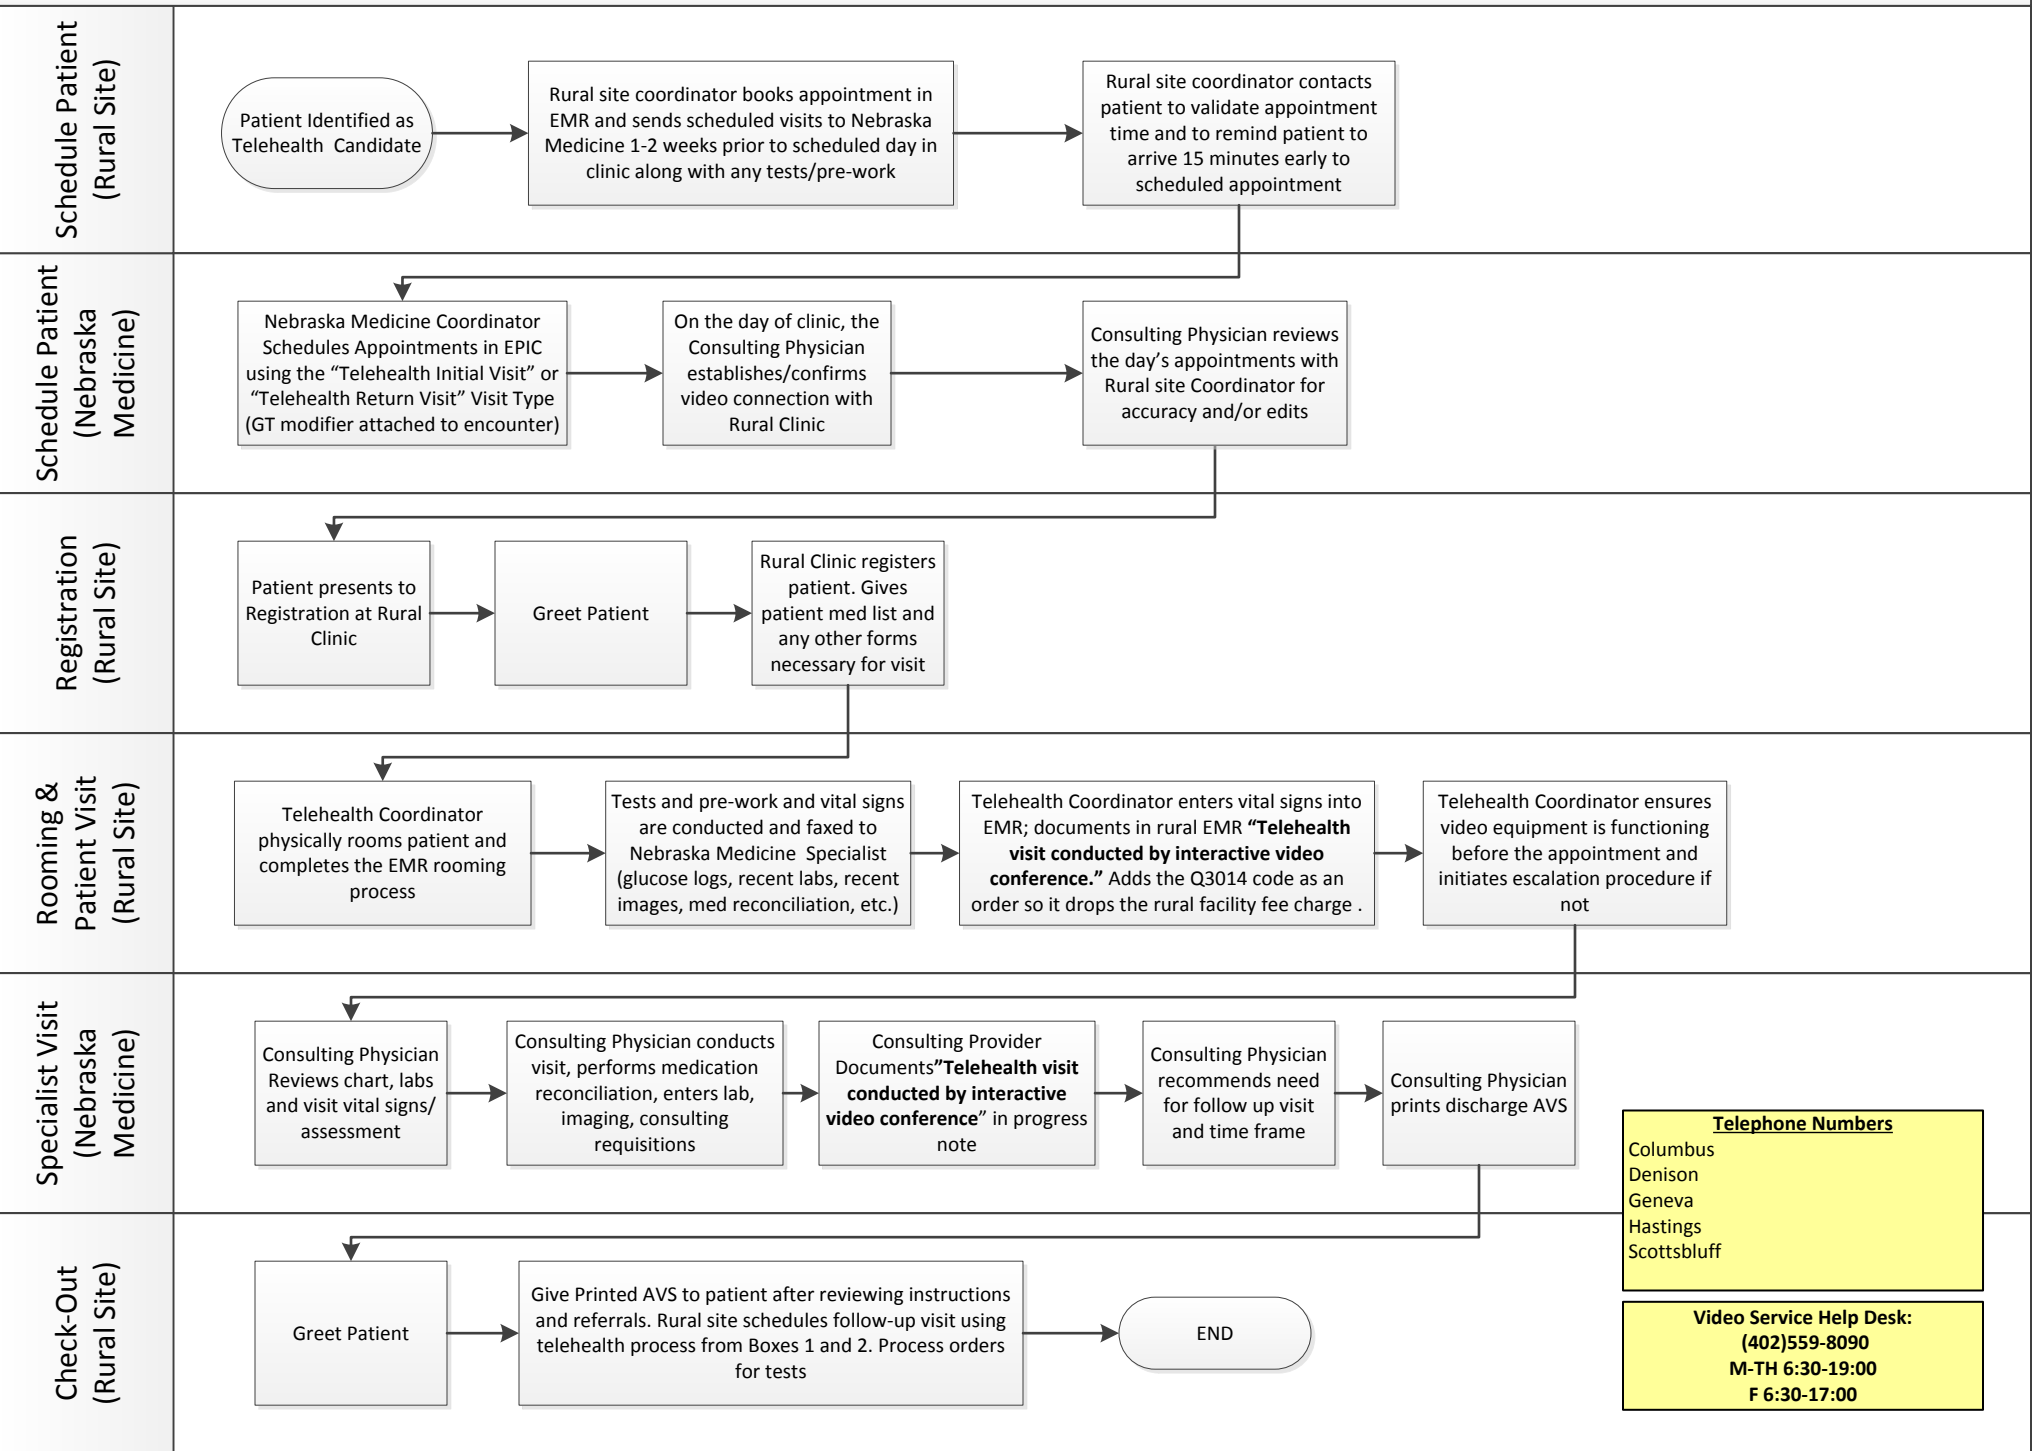 Schedule Patient
(Rural Site)
Patient Identified as
Telehealth  Candidate
Rural site coordinator books appointment in
EMR and sends scheduled visits to Nebraska
Medicine 1-2 weeks prior to scheduled day in
clinic along with any tests/pre-work
Rural site coordinator contacts
patient to validate appointment
time and to remind patient to
arrive 15 minutes early to
scheduled appointment
Schedule Patient
(Nebraska
Medicine)
Nebraska Medicine Coordinator
Schedules Appointments in EPIC
using the “Telehealth Initial Visit” or
“Telehealth Return Visit” Visit Type
(GT modifier attached to encounter)
On the day of clinic, the
Consulting Physician
establishes/confirms
video connection with
Rural Clinic
Consulting Physician reviews
the day’s appointments with
Rural site Coordinator for
accuracy and/or edits
Registration
(Rural Site)
Patient presents to
Registration at Rural
Clinic
Greet Patient
Rural Clinic registers
patient. Gives
patient med list and
any other forms
necessary for visit
Rooming &
Patient Visit
(Rural Site)
Telehealth Coordinator
physically rooms patient and
completes the EMR rooming
process
Tests and pre-work and vital signs
are conducted and faxed to
Nebraska Medicine  Specialist
(glucose logs, recent labs, recent
images, med reconciliation, etc.)
Telehealth Coordinator enters vital signs into
EMR; documents in rural EMR “Telehealth
visit conducted by interactive video
conference.” Adds the Q3014 code as an
order so it drops the rural facility fee charge .
Telehealth Coordinator ensures
video equipment is functioning
before the appointment and
initiates escalation procedure if
not
Specialist Visit
(Nebraska
Medicine)
Consulting Physician
Reviews chart, labs
and visit vital signs/
assessment
Consulting Physician conducts
visit, performs medication
reconciliation, enters lab,
imaging, consulting
requisitions
Consulting Provider
Documents”Telehealth visit
conducted by interactive
video conference” in progress
note
Consulting Physician
recommends need
for follow up visit
and time frame
Consulting Physician
prints discharge AVS
Telephone Numbers
Columbus
Denison
Geneva
Hastings
Scottsbluff
Check-Out
(Rural Site)
Greet Patient
Give Printed AVS to patient after reviewing instructions
and referrals. Rural site schedules follow-up visit using
telehealth process from Boxes 1 and 2. Process orders
for tests
END
Video Service Help Desk:
(402)559-8090
M-TH 6:30-19:00
F 6:30-17:00